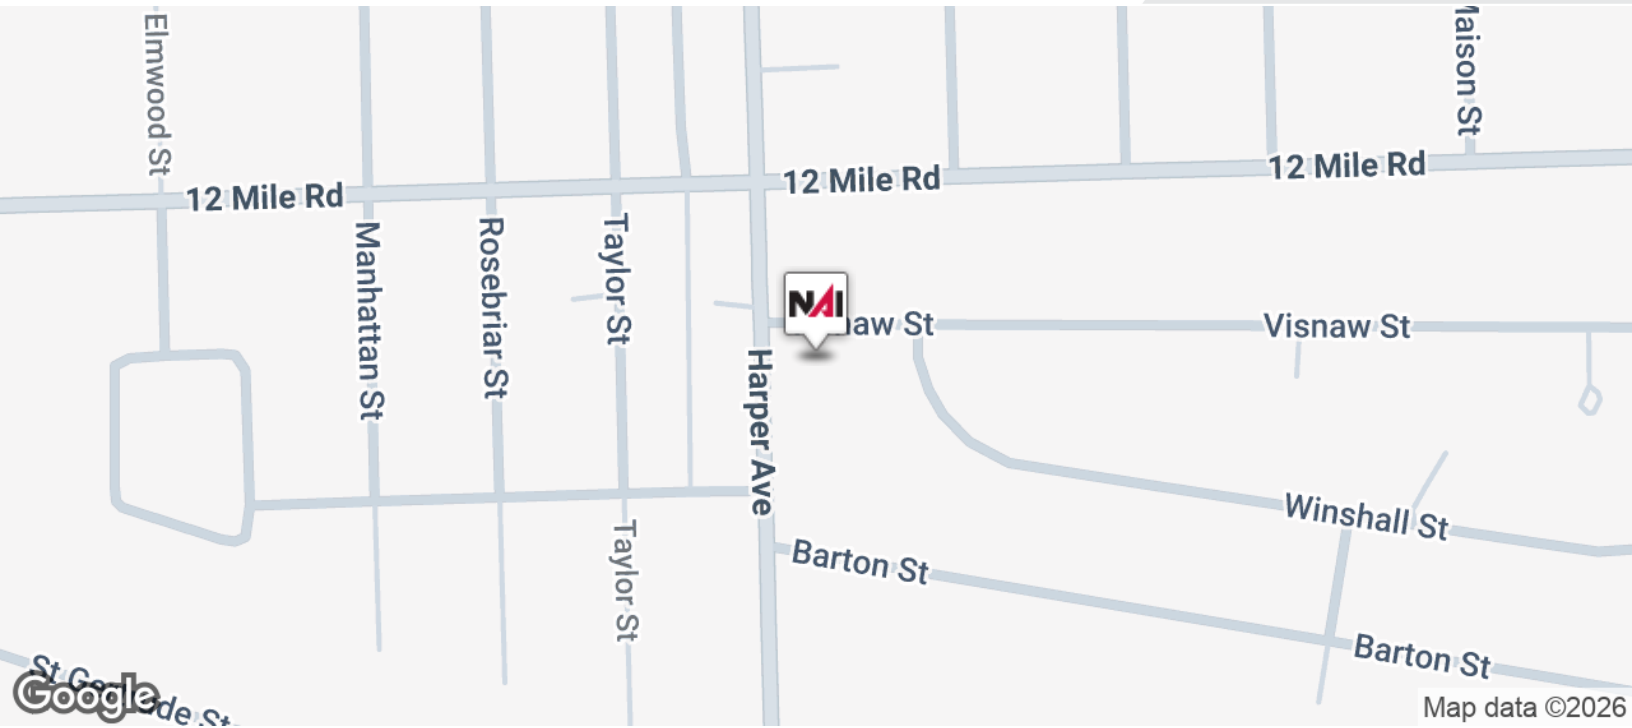 Elmwood St
Maison St
12 Mile Rd
12 Mile Rd
12 Mile Rd
Manhattan St
Rosebriar St
Taylor St
NAI
St
Visnaw St
Harper Ave
Winshall St
Taylor St
Barton St
Barton St
St
Google
Map data ©2026